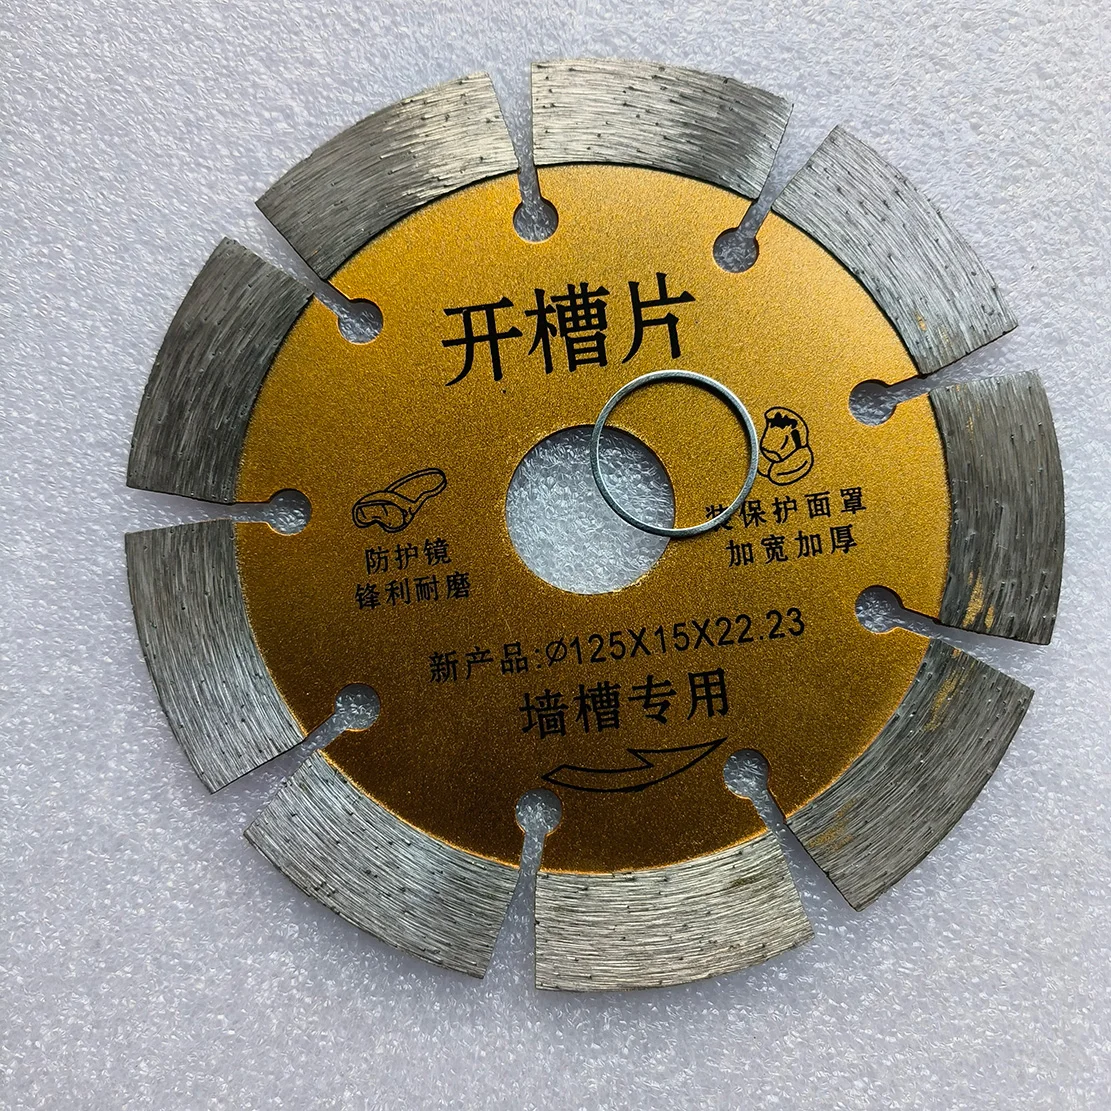 开槽片
防护镜
锋利耐磨
装保护面罩
加宽加厚
新产品:Ø125X15X22.23
墙槽专用